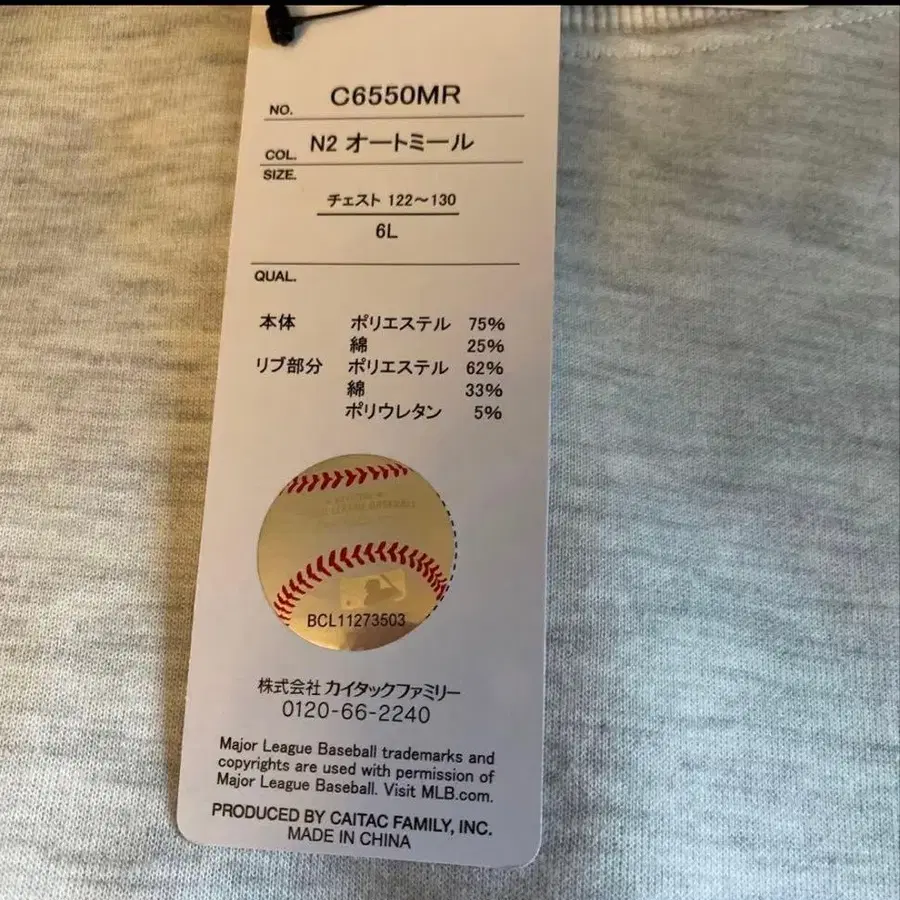 NO. C6550MR
COL. N2 オートミール
SIZE.
チェスト 122～130
6L
QUAL.
本体 ポリエステル 75%
綿 25%
リブ部分 ポリエステル 62%
綿 33%
ポリウレタン 5%
BCL11273503
株式会社 カイタックファミリー
0120-66-2240
Major League Baseball trademarks and
copyrights are used with permission of
Major League Baseball. Visit MLB.com.
PRODUCED BY CAITAC FAMILY, INC.
MADE IN CHINA